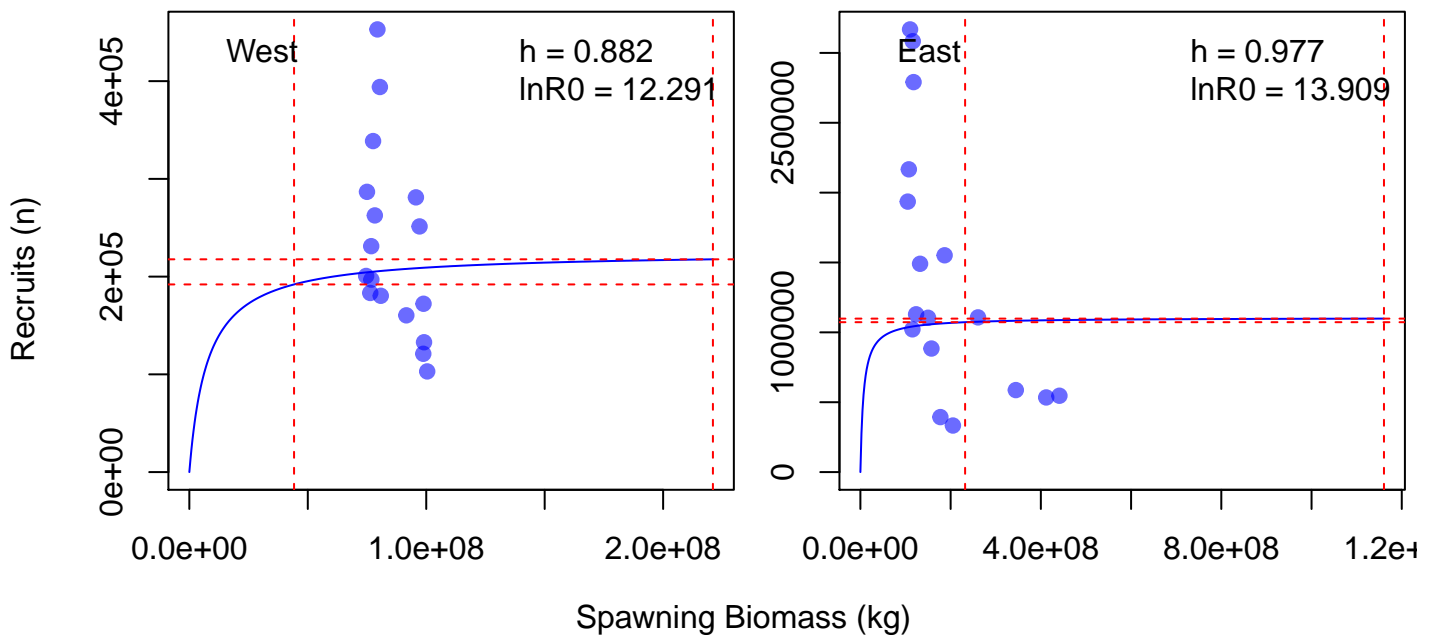 West
h = 0.882
lnR0 = 12.291
Recruits (n)
4e+05
2e+05
0e+00
0.0e+00 1.0e+08 2.0e+08
East
h = 0.977
lnR0 = 13.909
2500000
1000000
0
0.0e+00 4.0e+08 8.0e+08 1.2e+
Spawning Biomass (kg)